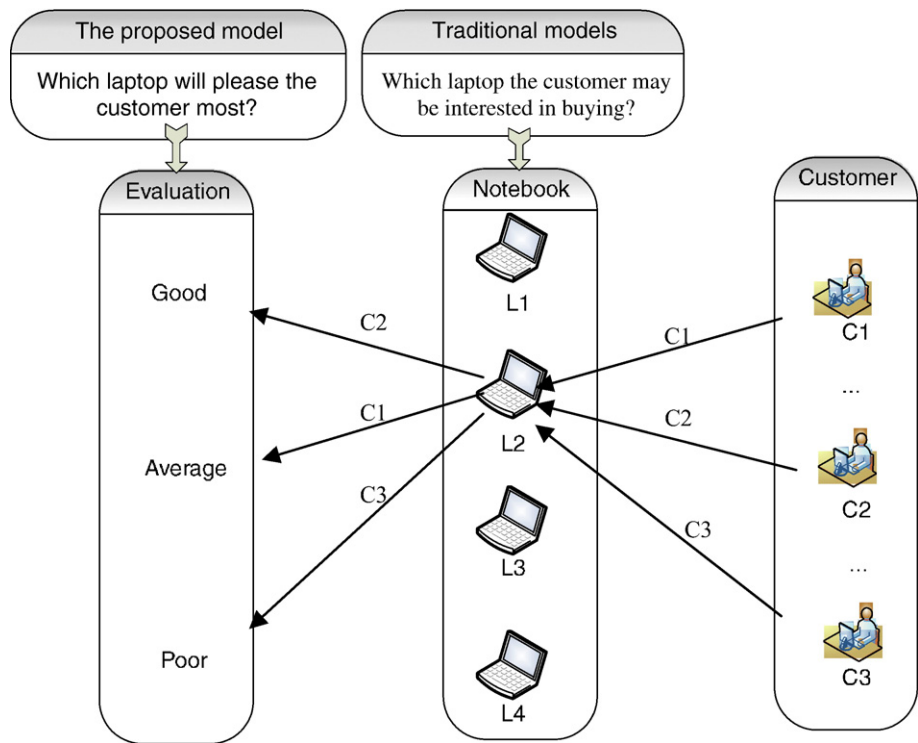 The proposed model
Which laptop will please the
customer most?
Traditional models
Which laptop the customer may
be interested in buying?
Evaluation
Notebook
Customer
Good
Average
Poor
C2
C1
C3
L1
L2
L3
L4
C1
C2
C3
C1
...
C2
...
C3